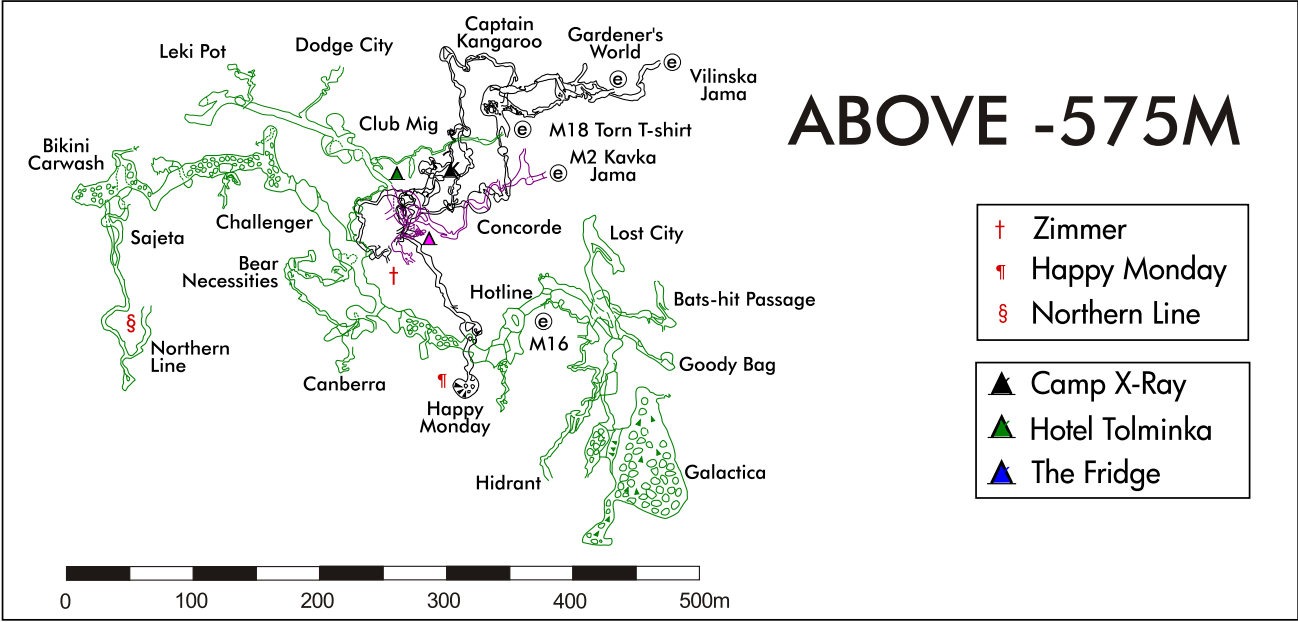 Captain
Kangaroo
Gardener's
World
Leki Pot
Dodge City
e
e
Vilinska
Jama
ABOVE -575M
Club Mig
e
M18 Torn T-shirt
Bikini
Carwash
M2 Kavka
Jama
e
Challenger
Sajeta
Concorde
Lost City
† Zimmer
¶ Happy Monday
§ Northern Line
Bear
Necessities
†
Hotline
Bats-hit Passage
§
e
M16
Northern
Line
Goody Bag
Canberra
¶
Happy
Monday
Camp X-Ray
Hotel Tolminka
The Fridge
Hidrant
Galactica
0 100 200 300 400 500m